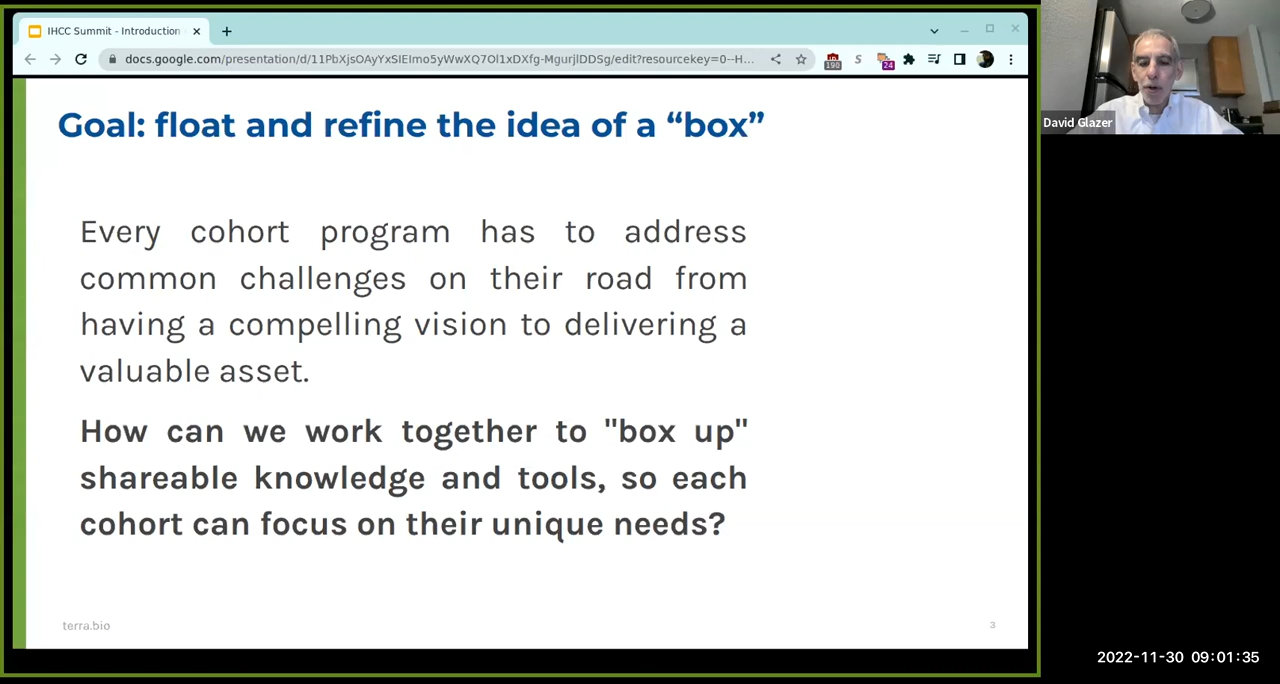 IHCC Summit - Introduction
docs.google.com/presentation/d/11PbXjsOAyYxSIEImo5yWwXQ7Ol1xDXfg-MgurjlDDSg/edit?resourcekey=0--H...
190
S
24
Goal: float and refine the idea of a “box”
Every cohort program has to address
common challenges on their road from
having a compelling vision to delivering a
valuable asset.
How can we work together to "box up"
shareable knowledge and tools, so each
cohort can focus on their unique needs?
terra.bio
3
David Glazer
2022-11-30 09:01:35